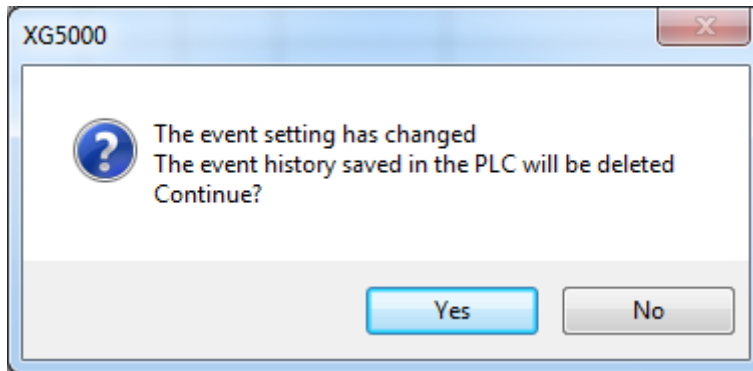 XG5000
The event setting has changed
The event history saved in the PLC will be deleted
Continue?
Yes
No